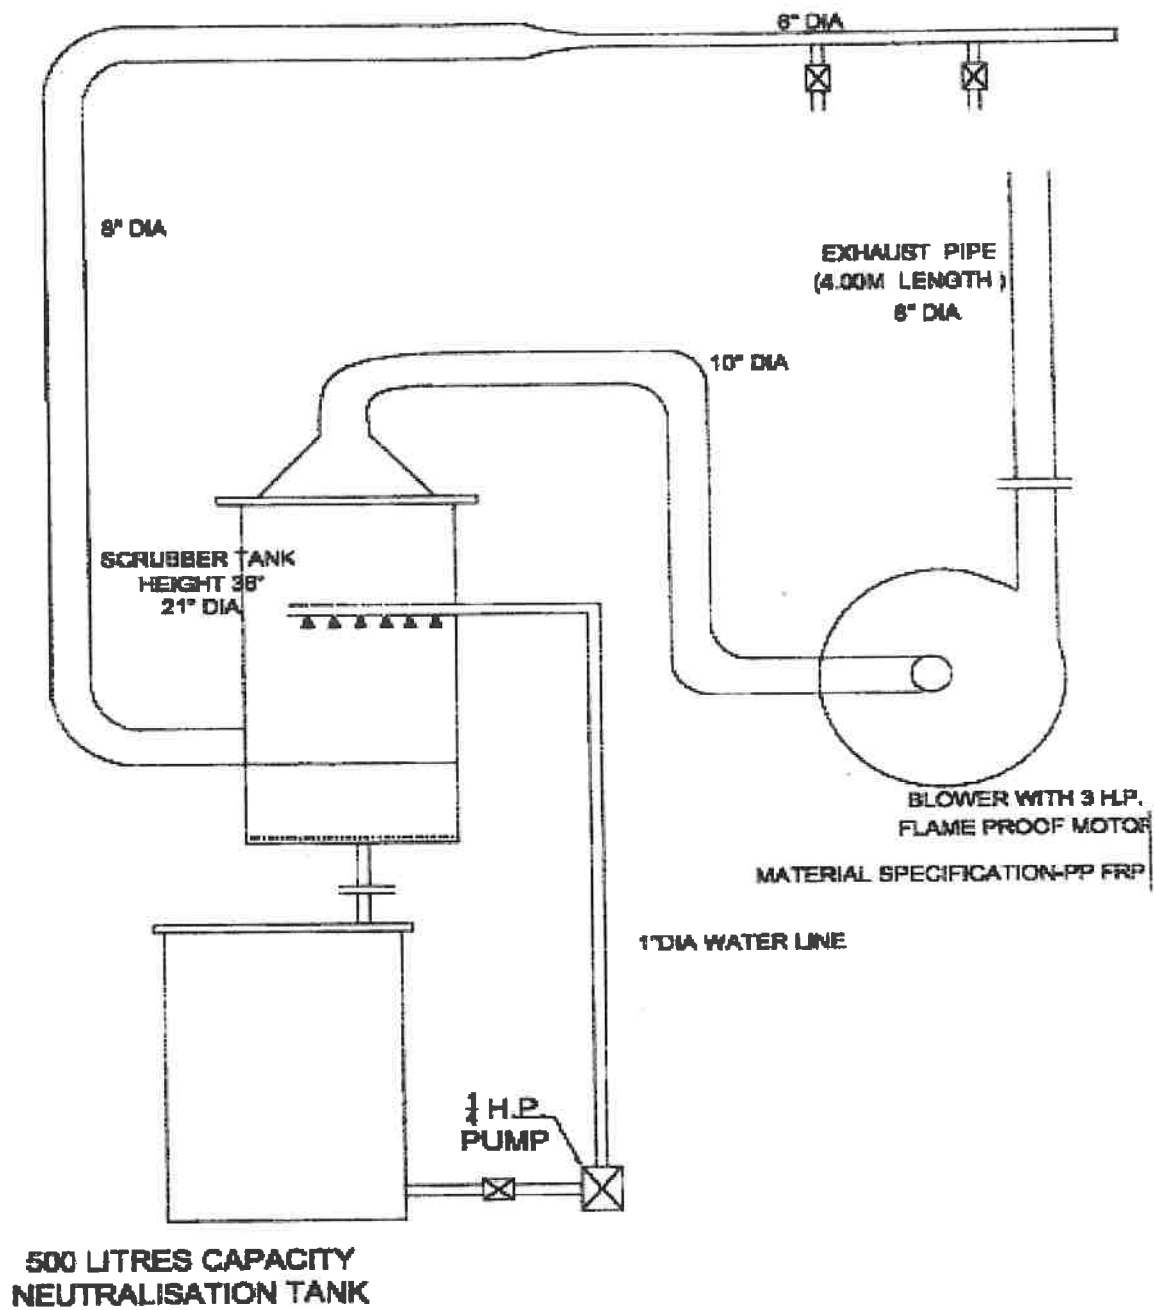 6" DIA
8" DIA
EXHAUST PIPE
(4.00M LENGTH )
6" DIA
10" DIA
SCRUBBER TANK
HEIGHT 36"
21" DIA
BLOWER WITH 3 H.P.
FLAME PROOF MOTOR
MATERIAL SPECIFICATION-PP FRP
1"DIA WATER LINE
1/4 H.P.
PUMP
500 LITRES CAPACITY
NEUTRALISATION TANK